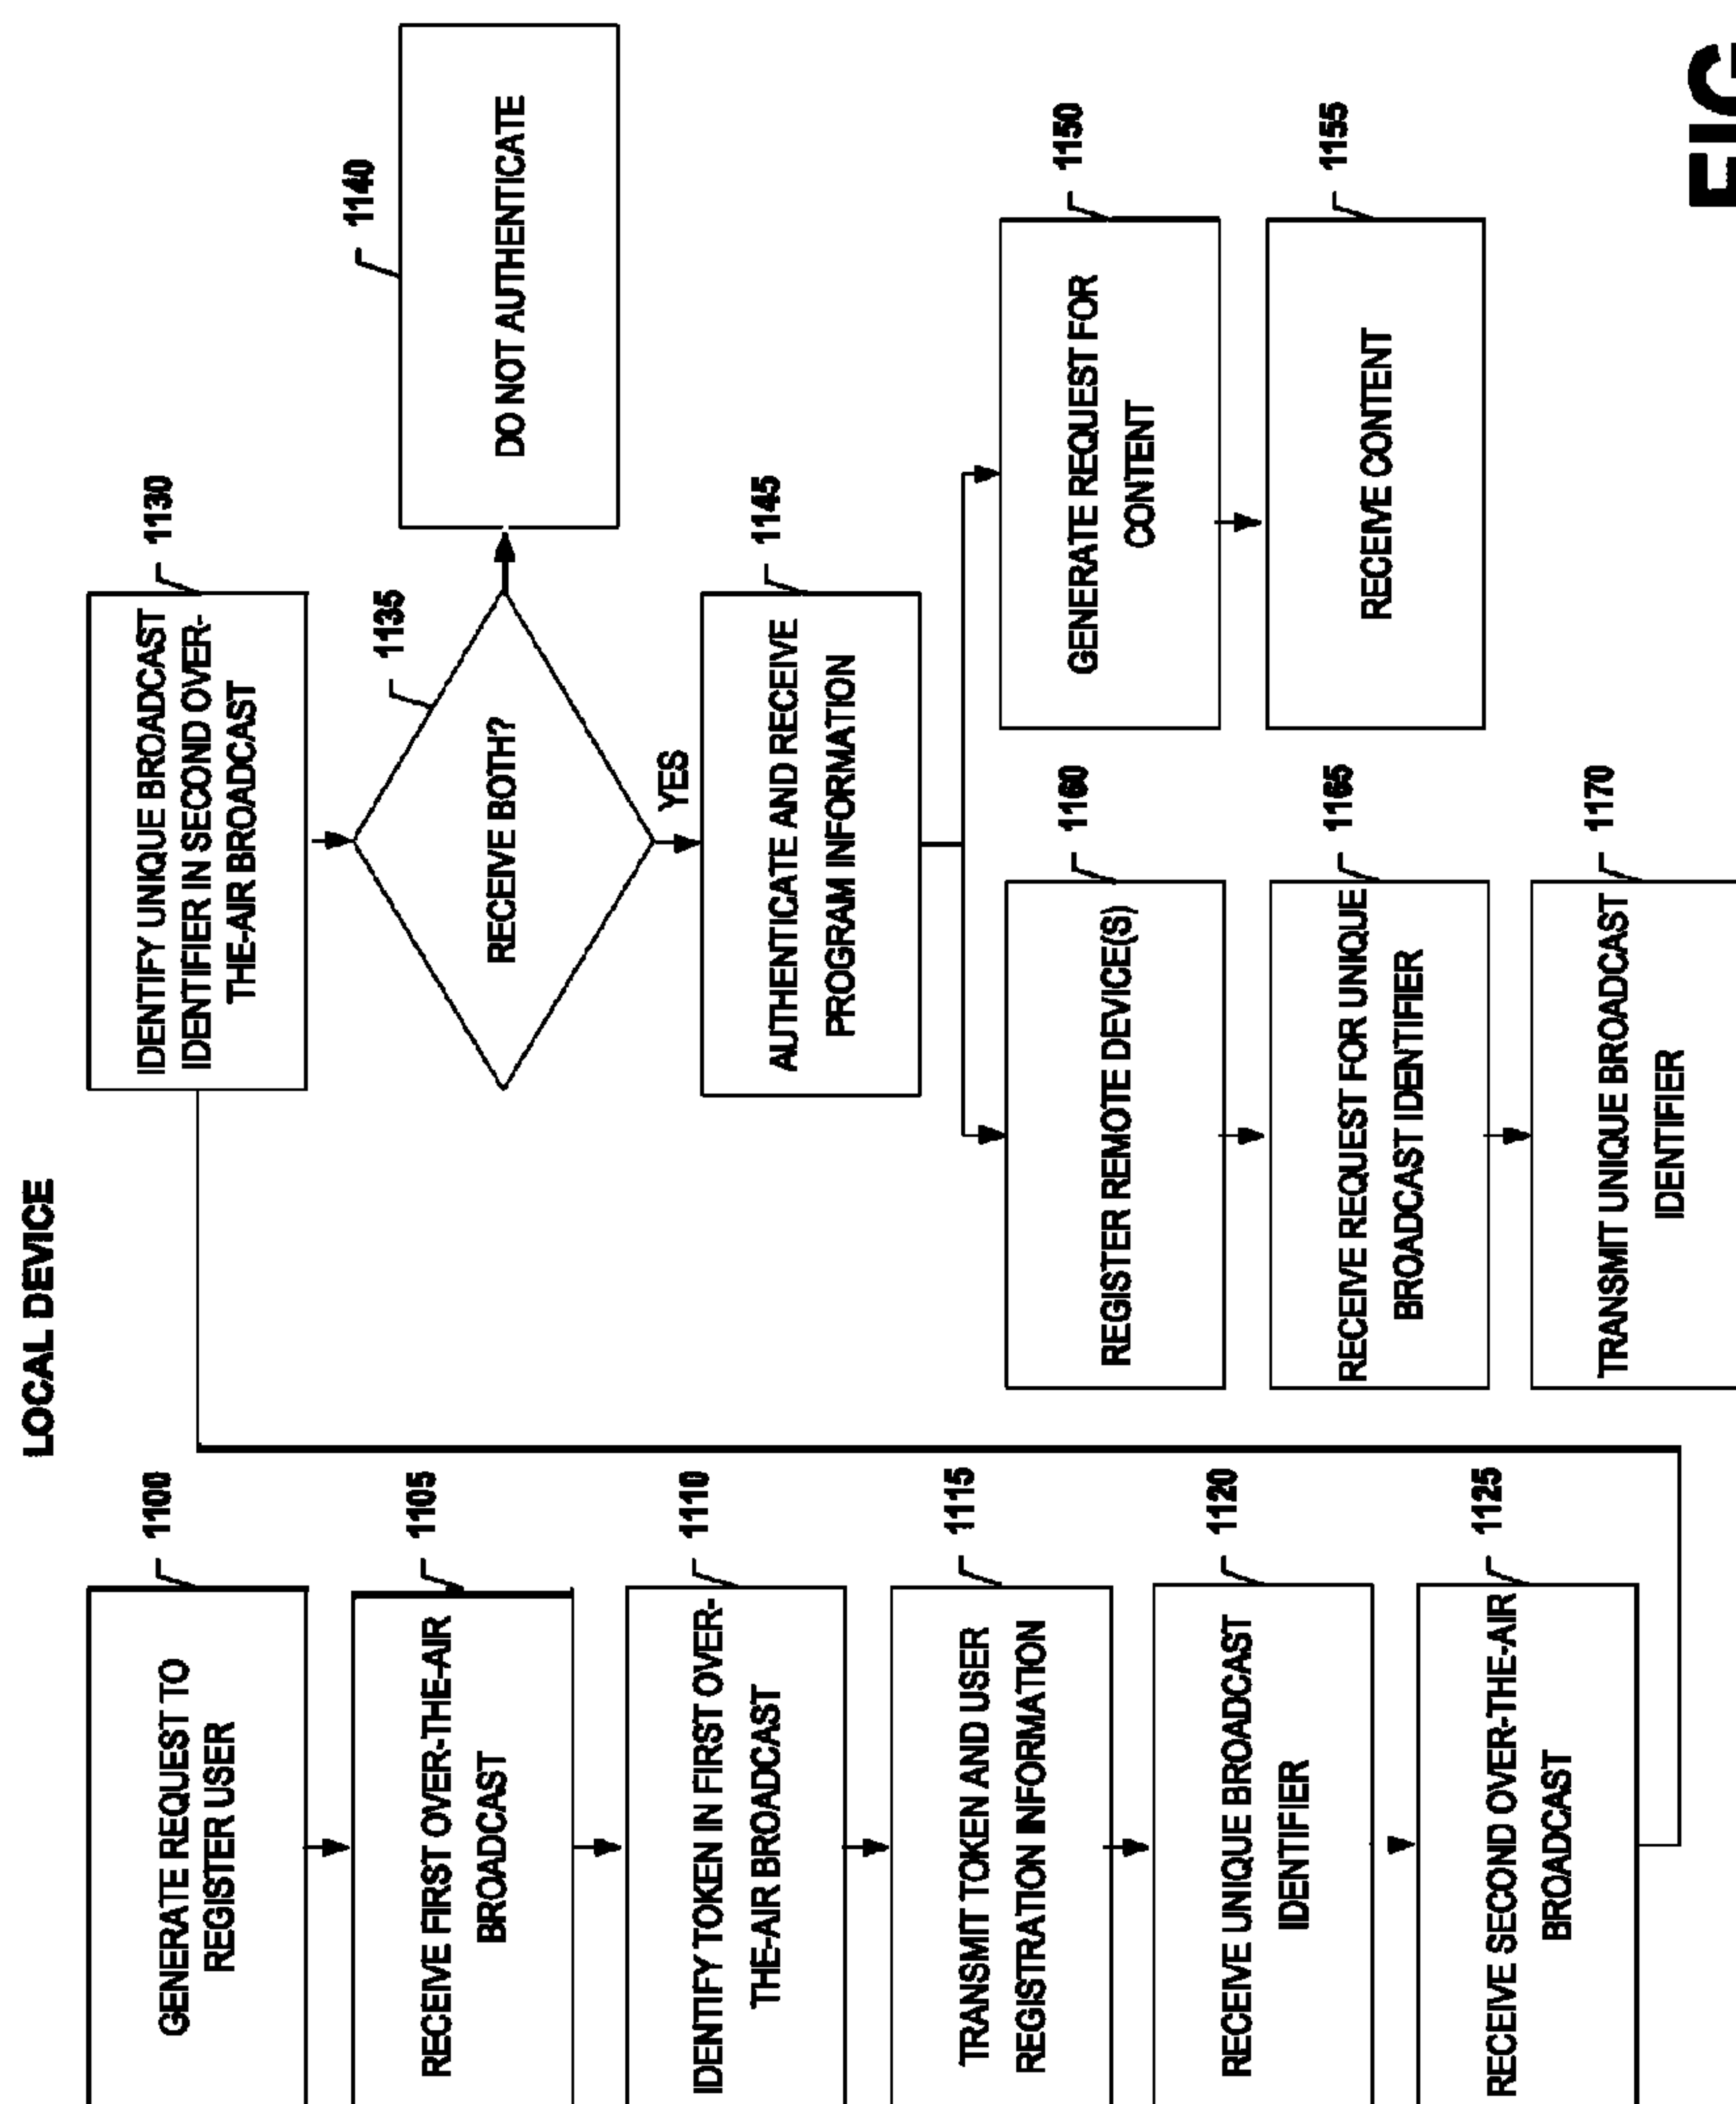 LOCAL DEVICE
1100
GENERATE REQUEST TO
REGISTER USER
1105
RECEIVE FIRST OVER-THE-AIR
BROADCAST
1110
IDENTIFY TOKEN IN FIRST OVER-
THE-AIR BROADCAST
1115
TRANSMIT TOKEN AND USER
REGISTRATION INFORMATION
1120
RECEIVE UNIQUE BROADCAST
IDENTIFIER
1125
RECEIVE SECOND OVER-THE-AIR
BROADCAST
1130
IDENTIFY UNIQUE BROADCAST
IDENTIFIER IN SECOND OVER-
THE-AIR BROADCAST
1135
RECEIVE BOTH?
1140
DO NOT AUTHENTICATE
YES
1145
AUTHENTICATE AND RECEIVE
PROGRAM INFORMATION
1160
REGISTER REMOTE DEVICE(S)
1165
RECEIVE REQUEST FOR UNIQUE
BROADCAST IDENTIFIER
1170
TRANSMIT UNIQUE BROADCAST
IDENTIFIER
1150
GENERATE REQUEST FOR
CONTENT
1155
RECEIVE CONTENT
FIG